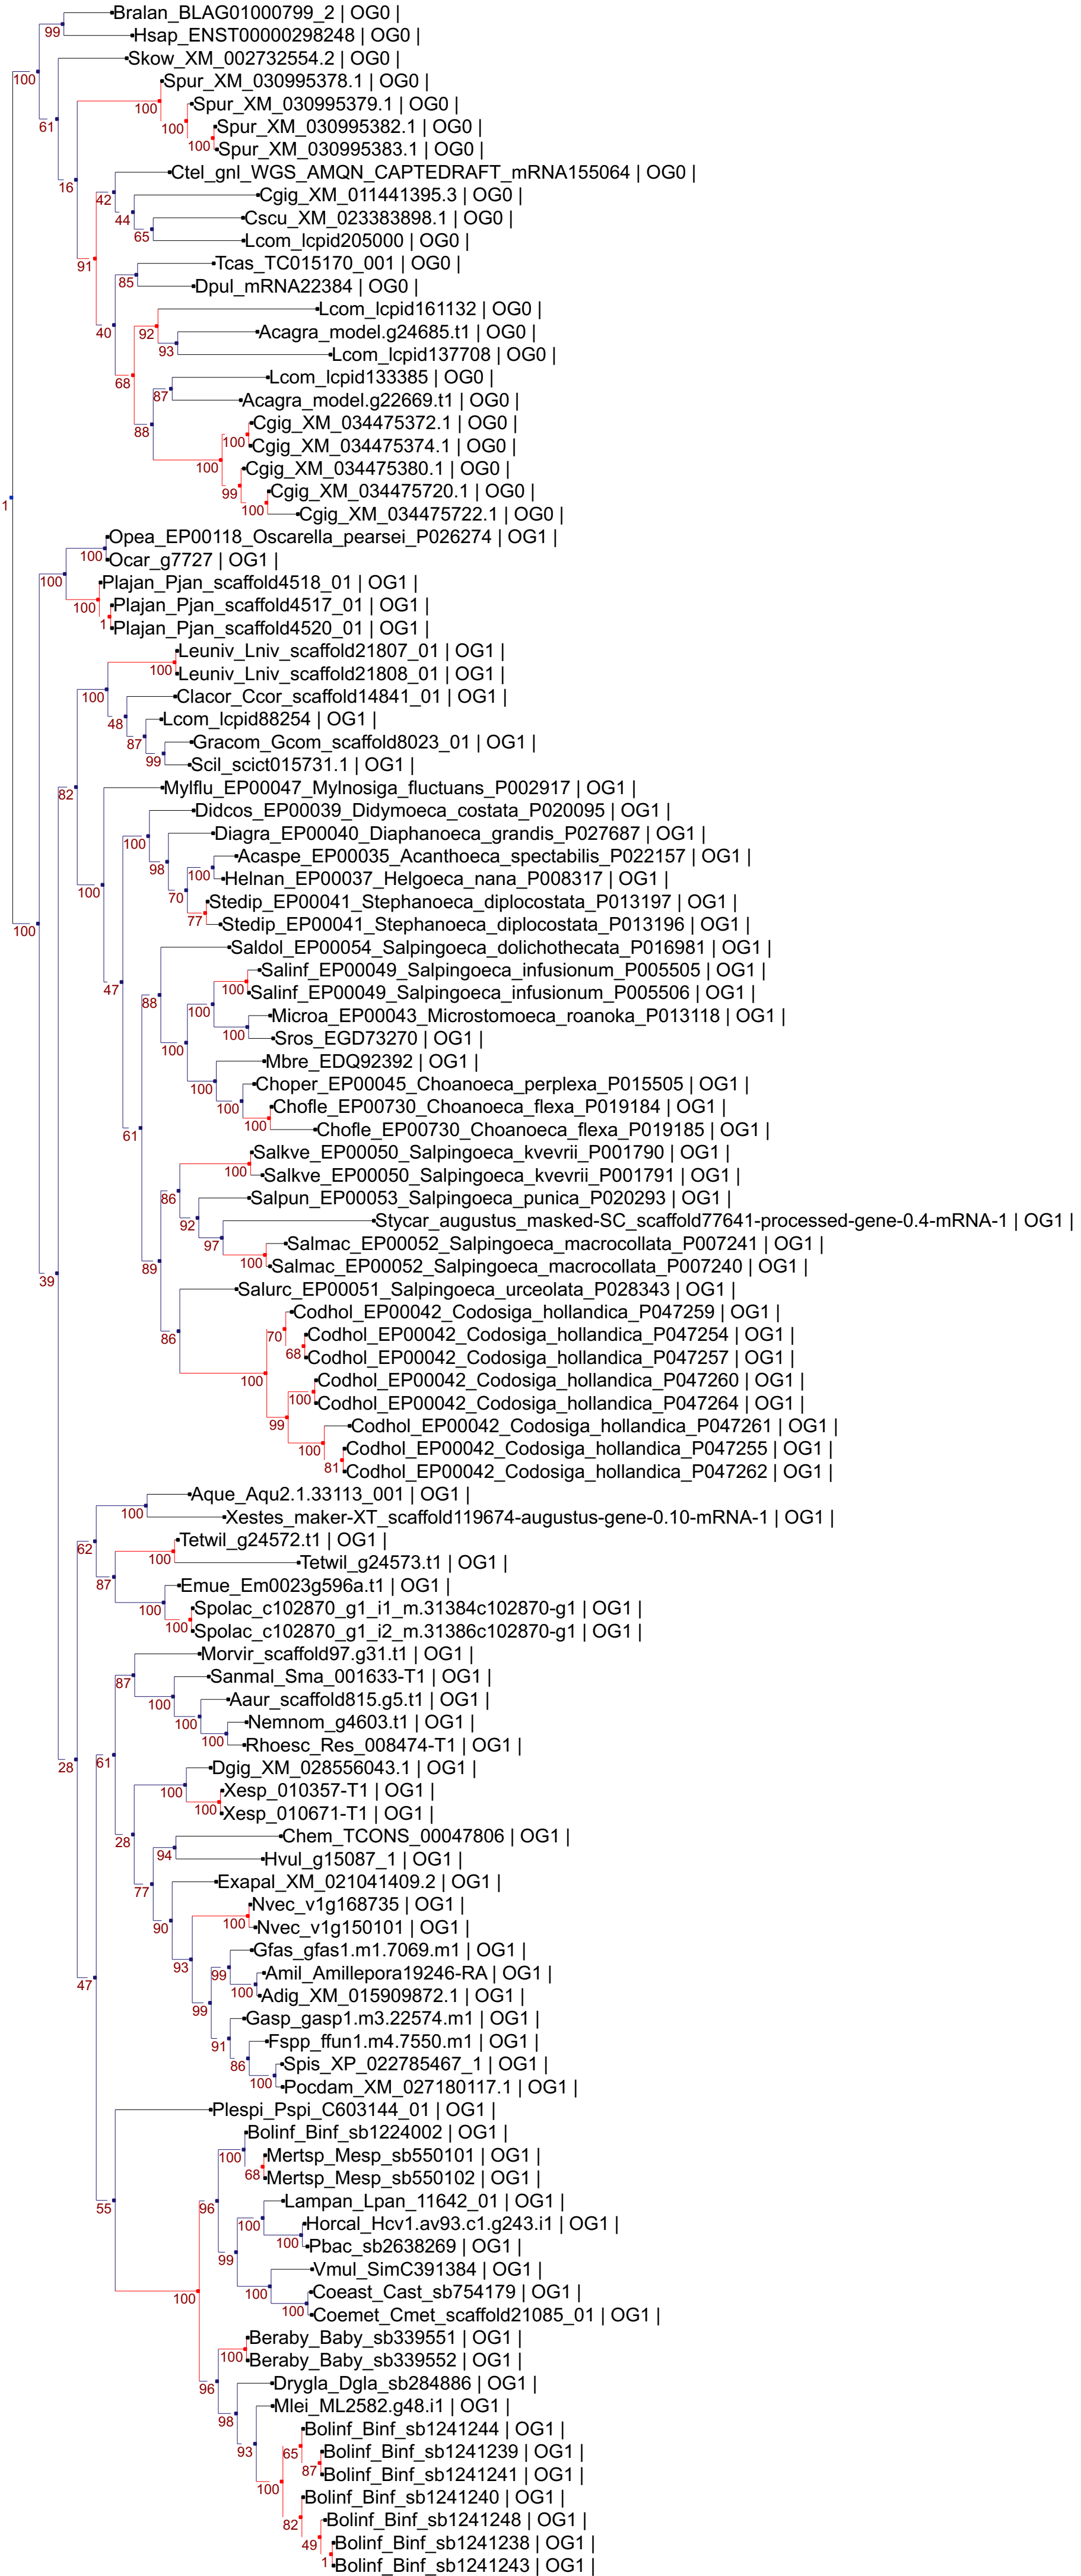 Bralan_BLAG01000799_2 | OG0 |
99
Hsap_ENST00000298248 | OG0 |
Skow_XM_002732554.2 | OG0 |
100
Spur_XM_030995378.1 | OG0 |
100
Spur_XM_030995379.1 | OG0 |
61
100
Spur_XM_030995382.1 | OG0 |
100
Spur_XM_030995383.1 | OG0 |
Ctel_gnl_WGS_AMQN_CAPTEDRAFT_mRNA155064 | OG0 |
16
42
Cgig_XM_011441395.3 | OG0 |
44
Cscu_XM_023383898.1 | OG0 |
65
Lcom_lcpid205000 | OG0 |
91
Tcas_TC015170_001 | OG0 |
85
Dpul_mRNA22384 | OG0 |
Lcom_lcpid161132 | OG0 |
40
92
Acagra_model.g24685.t1 | OG0 |
93
Lcom_lcpid137708 | OG0 |
68
Lcom_lcpid133385 | OG0 |
87
Acagra_model.g22669.t1 | OG0 |
88
Cgig_XM_034475372.1 | OG0 |
100
Cgig_XM_034475374.1 | OG0 |
100
Cgig_XM_034475380.1 | OG0 |
99
Cgig_XM_034475720.1 | OG0 |
100
1
Cgig_XM_034475722.1 | OG0 |
Opea_EP00118_Oscarella_pearsei_P026274 | OG1 |
100
Ocar_g7727 | OG1 |
100
Plajan_Pjan_scaffold4518_01 | OG1 |
100
Plajan_Pjan_scaffold4517_01 | OG1 |
1
Plajan_Pjan_scaffold4520_01 | OG1 |
Leuniv_Lniv_scaffold21807_01 | OG1 |
100
Leuniv_Lniv_scaffold21808_01 | OG1 |
100
Clacor_Ccor_scaffold14841_01 | OG1 |
48
Lcom_lcpid88254 | OG1 |
87
Gracom_Gcom_scaffold8023_01 | OG1 |
99
Scil_scict015731.1 | OG1 |
82
Mylflu_EP00047_Mylnosiga_fluctuans_P002917 | OG1 |
Didcos_EP00039_Didymoeca_costata_P020095 | OG1 |
100
Diagra_EP00040_Diaphanoeca_grandis_P027687 | OG1 |
98
Acaspe_EP00035_Acanthoeca_spectabilis_P022157 | OG1 |
100
Helnan_EP00037_Helgoeca_nana_P008317 | OG1 |
100
70
Stedip_EP00041_Stephanoeca_diplocostata_P013197 | OG1 |
77
Stedip_EP00041_Stephanoeca_diplocostata_P013196 | OG1 |
100
Saldol_EP00054_Salpingoeca_dolichothecata_P016981 | OG1 |
Salinf_EP00049_Salpingoeca_infusionum_P005505 | OG1 |
47
100
Salinf_EP00049_Salpingoeca_infusionum_P005506 | OG1 |
88
100
Microa_EP00043_Microstomoeca_roanoka_P013118 | OG1 |
100
Sros_EGD73270 | OG1 |
100
Mbre_EDQ92392 | OG1 |
100
Choper_EP00045_Choanoeca_perplexa_P015505 | OG1 |
100
Chofle_EP00730_Choanoeca_flexa_P019184 | OG1 |
100
Chofle_EP00730_Choanoeca_flexa_P019185 | OG1 |
61
Salkve_EP00050_Salpingoeca_kvevrii_P001790 | OG1 |
100
Salkve_EP00050_Salpingoeca_kvevrii_P001791 | OG1 |
86
Salpun_EP00053_Salpingoeca_punica_P020293 | OG1 |
92
Stycar_augustus_masked-SC_scaffold77641-processed-gene-0.4-mRNA-1 | OG1 |
97
Salmac_EP00052_Salpingoeca_macrocollata_P007241 | OG1 |
100
Salmac_EP00052_Salpingoeca_macrocollata_P007240 | OG1 |
89
39
Salurc_EP00051_Salpingoeca_urceolata_P028343 | OG1 |
Codhol_EP00042_Codosiga_hollandica_P047259 | OG1 |
86
70
Codhol_EP00042_Codosiga_hollandica_P047254 | OG1 |
68
Codhol_EP00042_Codosiga_hollandica_P047257 | OG1 |
100
Codhol_EP00042_Codosiga_hollandica_P047260 | OG1 |
100
Codhol_EP00042_Codosiga_hollandica_P047264 | OG1 |
99
Codhol_EP00042_Codosiga_hollandica_P047261 | OG1 |
100
Codhol_EP00042_Codosiga_hollandica_P047255 | OG1 |
81
Codhol_EP00042_Codosiga_hollandica_P047262 | OG1 |
Aque_Aqu2.1.33113_001 | OG1 |
100
Xestes_maker-XT_scaffold119674-augustus-gene-0.10-mRNA-1 | OG1 |
62
Tetwil_g24572.t1 | OG1 |
100
Tetwil_g24573.t1 | OG1 |
87
Emue_Em0023g596a.t1 | OG1 |
100
Spolac_c102870_g1_i1_m.31384c102870-g1 | OG1 |
100
Spolac_c102870_g1_i2_m.31386c102870-g1 | OG1 |
Morvir_scaffold97.g31.t1 | OG1 |
87
Sanmal_Sma_001633-T1 | OG1 |
100
Aaur_scaffold815.g5.t1 | OG1 |
100
Nemnom_g4603.t1 | OG1 |
100
Rhoesc_Res_008474-T1 | OG1 |
28
61
Dgig_XM_028556043.1 | OG1 |
100
Xesp_010357-T1 | OG1 |
100
Xesp_010671-T1 | OG1 |
28
Chem_TCONS_00047806 | OG1 |
94
Hvul_g15087_1 | OG1 |
77
Exapal_XM_021041409.2 | OG1 |
Nvec_v1g168735 | OG1 |
90
100
Nvec_v1g150101 | OG1 |
93
Gfas_gfas1.m1.7069.m1 | OG1 |
99
Amil_Amillepora19246-RA | OG1 |
47
100
Adig_XM_015909872.1 | OG1 |
99
Gasp_gasp1.m3.22574.m1 | OG1 |
91
Fspp_ffun1.m4.7550.m1 | OG1 |
86
Spis_XP_022785467_1 | OG1 |
100
Pocdam_XM_027180117.1 | OG1 |
Plespi_Pspi_C603144_01 | OG1 |
Bolinf_Binf_sb1224002 | OG1 |
100
Mertsp_Mesp_sb550101 | OG1 |
68
Mertsp_Mesp_sb550102 | OG1 |
55
96
Lampan_Lpan_11642_01 | OG1 |
100
Horcal_Hcv1.av93.c1.g243.i1 | OG1 |
100
Pbac_sb2638269 | OG1 |
99
Vmul_SimC391384 | OG1 |
100
100
Coeast_Cast_sb754179 | OG1 |
100
Coemet_Cmet_scaffold21085_01 | OG1 |
Beraby_Baby_sb339551 | OG1 |
100
Beraby_Baby_sb339552 | OG1 |
96
Drygla_Dgla_sb284886 | OG1 |
98
Mlei_ML2582.g48.i1 | OG1 |
93
Bolinf_Binf_sb1241244 | OG1 |
65
Bolinf_Binf_sb1241239 | OG1 |
87
Bolinf_Binf_sb1241241 | OG1 |
100
Bolinf_Binf_sb1241240 | OG1 |
82
Bolinf_Binf_sb1241248 | OG1 |
49
Bolinf_Binf_sb1241238 | OG1 |
1
Bolinf_Binf_sb1241243 | OG1 |